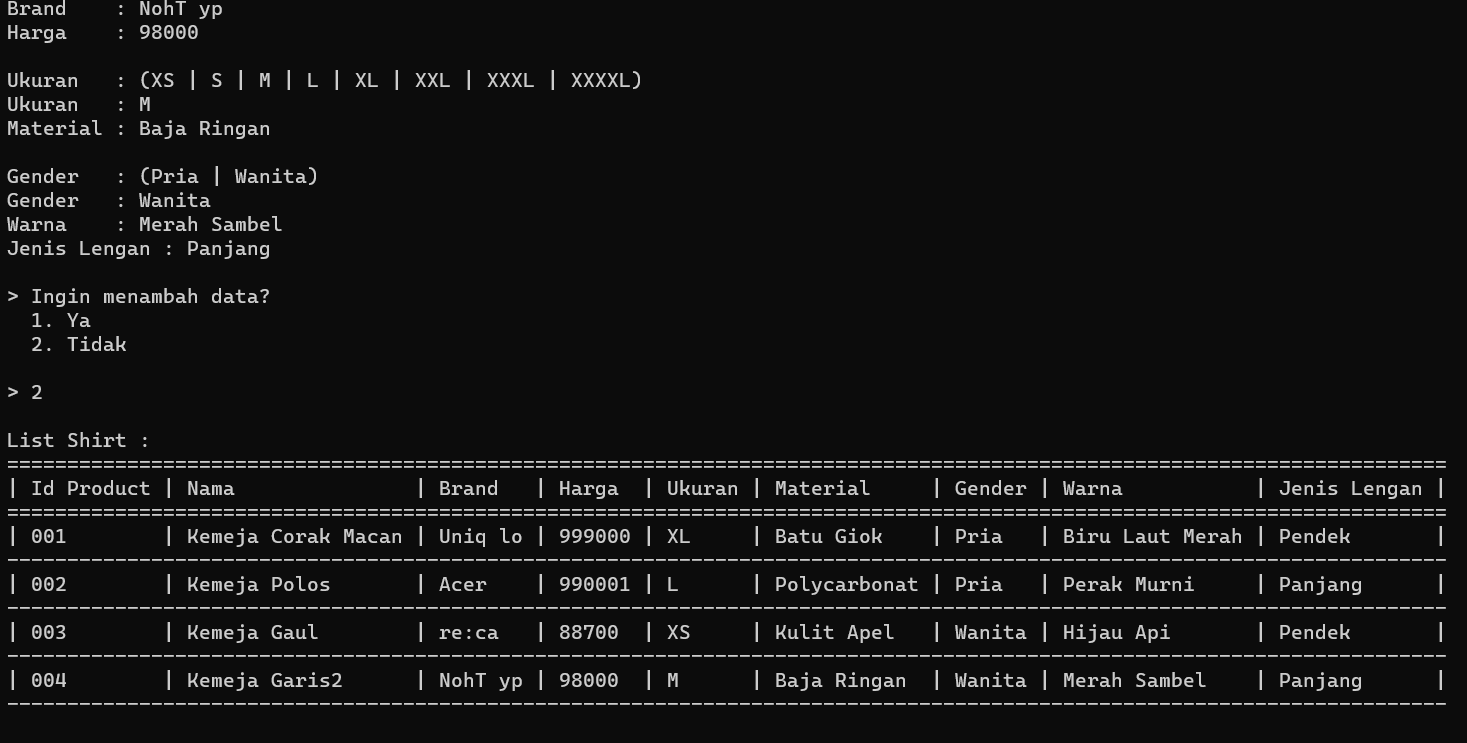 Brand    : NohT yp
Harga    : 98000
Ukuran   : (XS | S | M | L | XL | XXL | XXXL | XXXXL)
Ukuran   : M
Material : Baja Ringan
Gender   : (Pria | Wanita)
Gender   : Wanita
Warna    : Merah Sambel
Jenis Lengan : Panjang
> Ingin menambah data?
  1. Ya
  2. Tidak
> 2
List Shirt :
========================================================================================================================
| Id Product | Nama               | Brand   | Harga  | Ukuran | Material     | Gender | Warna           | Jenis Lengan |
========================================================================================================================
| 001        | Kemeja Corak Macan | Uniq lo | 999000 | XL     | Batu Giok    | Pria   | Biru Laut Merah | Pendek       |
------------------------------------------------------------------------------------------------------------------------
| 002        | Kemeja Polos       | Acer    | 990001 | L      | Polycarbonat | Pria   | Perak Murni     | Panjang      |
------------------------------------------------------------------------------------------------------------------------
| 003        | Kemeja Gaul        | re:ca   | 88700  | XS     | Kulit Apel   | Wanita | Hijau Api       | Pendek       |
------------------------------------------------------------------------------------------------------------------------
| 004        | Kemeja Garis2      | NohT yp | 98000  | M      | Baja Ringan  | Wanita | Merah Sambel    | Panjang      |
------------------------------------------------------------------------------------------------------------------------